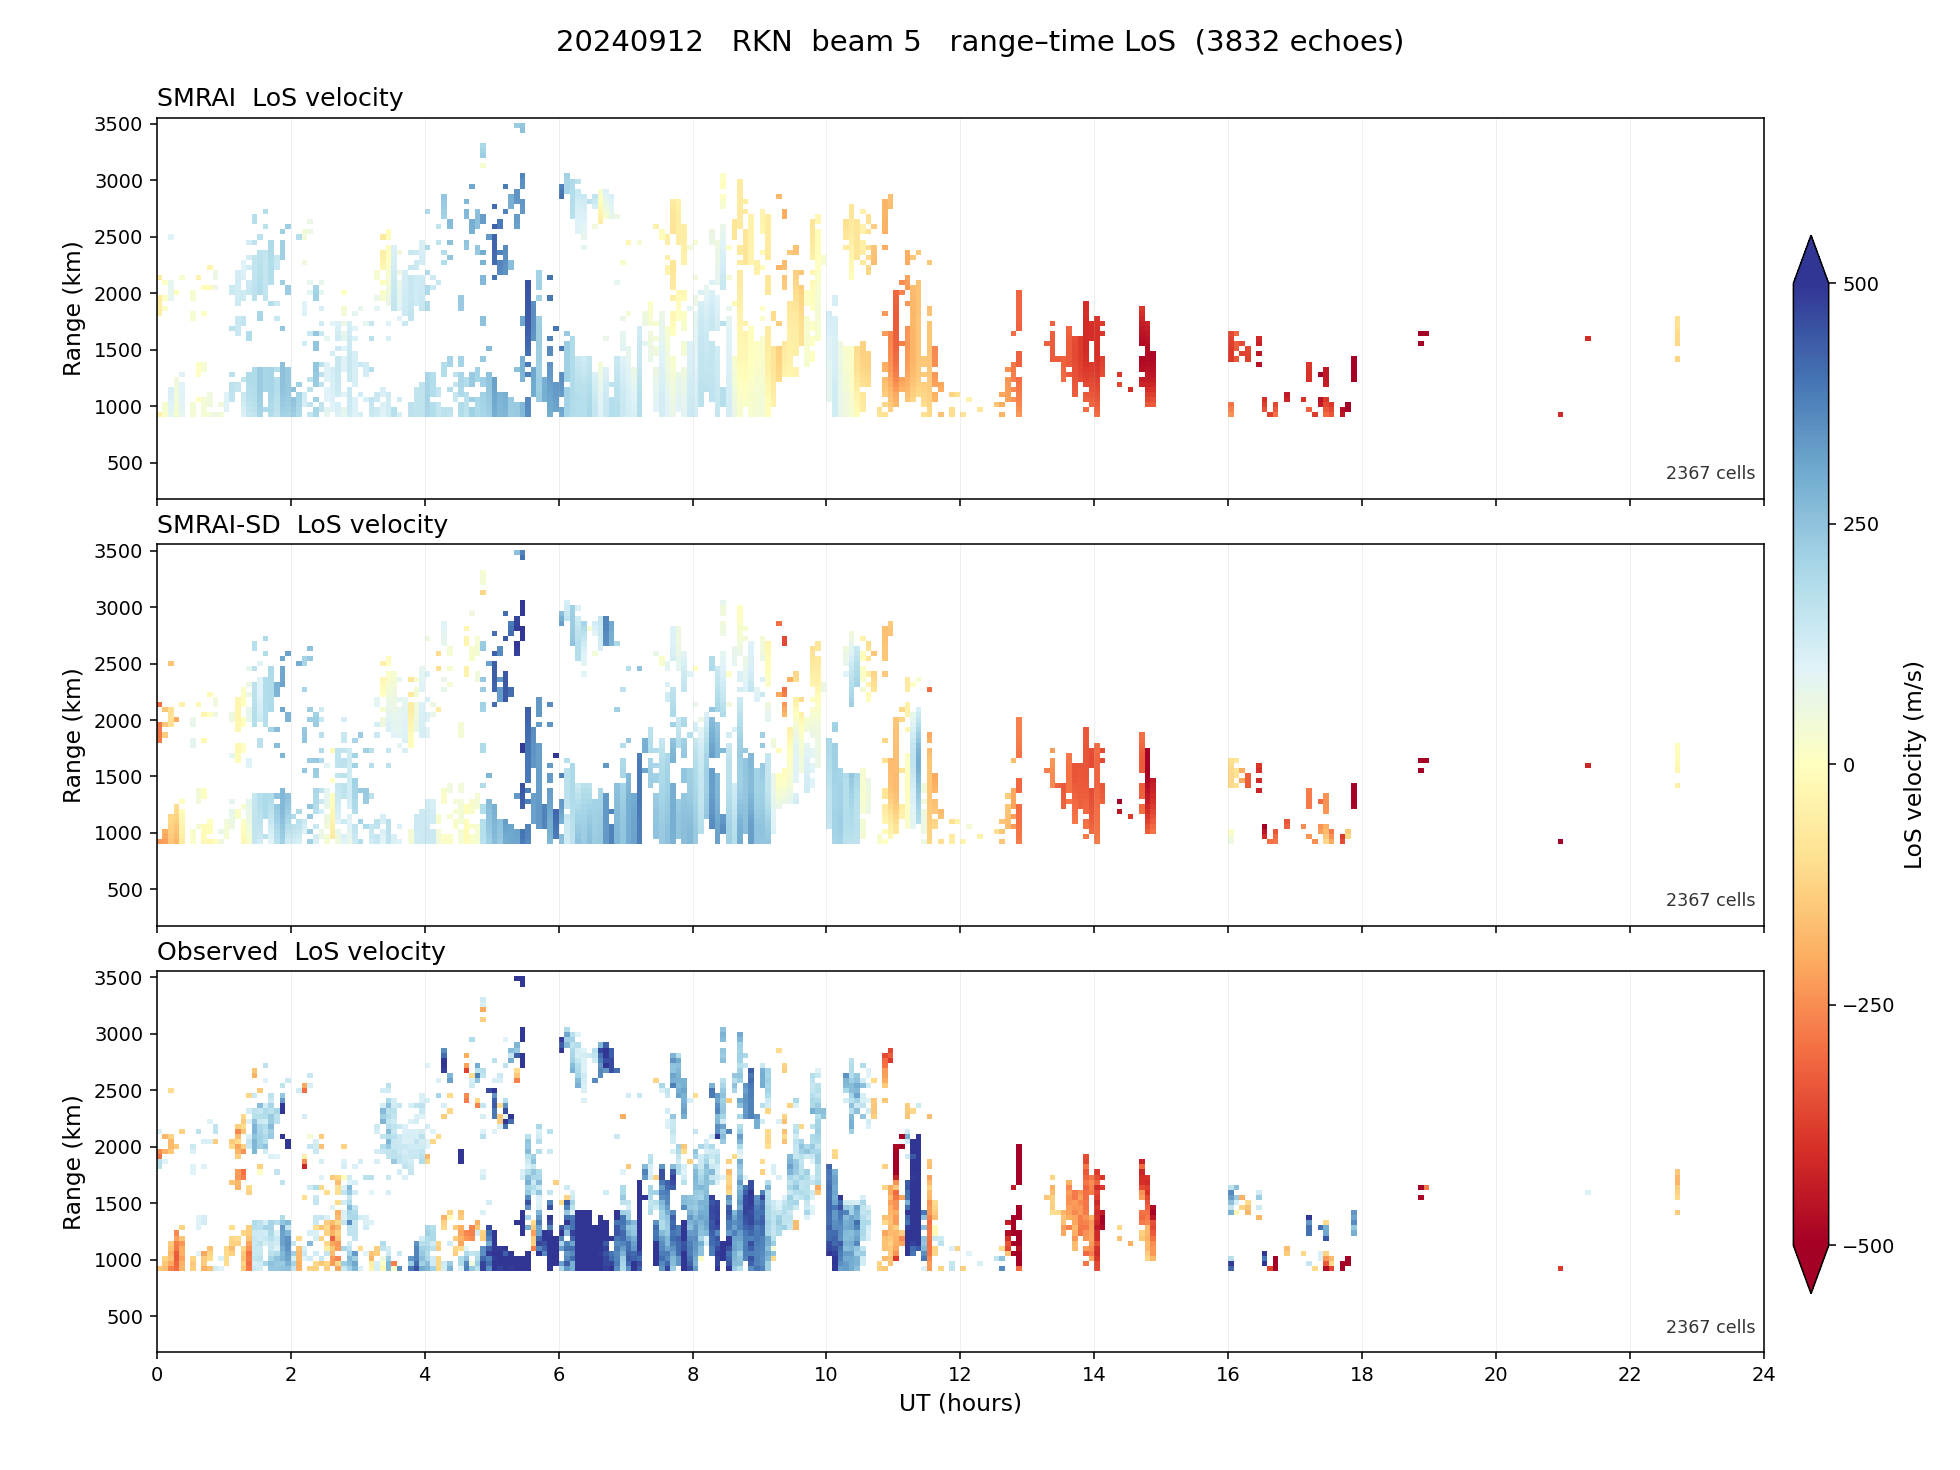 20240912   RKN  beam 5   range–time LoS  (3832 echoes)
SMRAI  LoS velocity
3500
3000
2500
2000
1500
1000
500
Range (km)
2367 cells
SMRAI-SD  LoS velocity
3500
3000
2500
2000
1500
1000
500
Range (km)
2367 cells
Observed  LoS velocity
3500
3000
2500
2000
1500
1000
500
Range (km)
2367 cells
0 2 4 6 8 10 12 14 16 18 20 22 24
UT (hours)
500
250
0
−250
−500
LoS velocity (m/s)